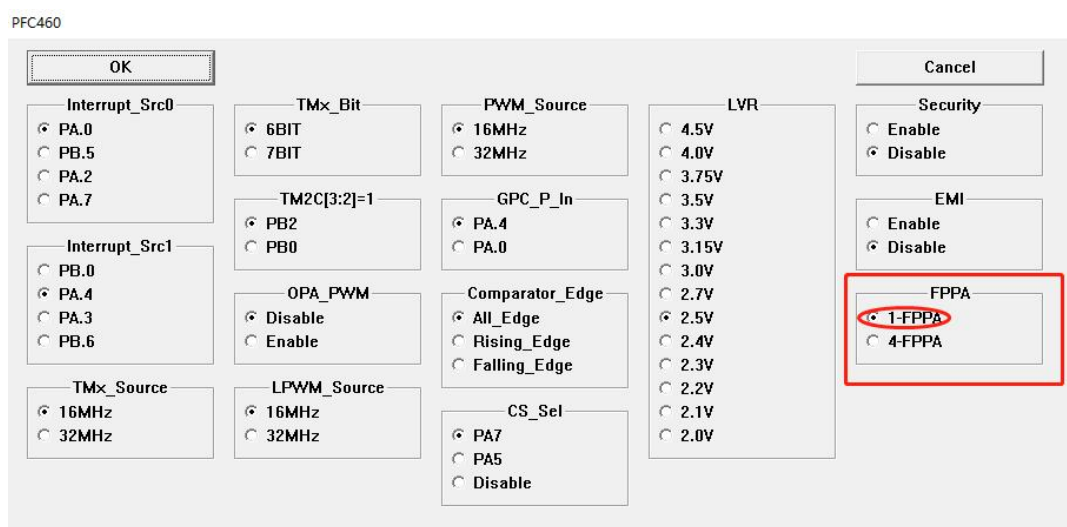 PFC460
OK
Cancel
Interrupt_Src0
PA.0
PB.5
PA.2
PA.7
Interrupt_Src1
PB.0
PA.4
PA.3
PB.6
TMx_Source
16MHz
32MHz
TMx_Bit
6BIT
7BIT
TM2C[3:2]=1
PB2
PB0
OPA_PWM
Disable
Enable
LPWM_Source
16MHz
32MHz
PWM_Source
16MHz
32MHz
GPC_P_In
PA.4
PA.0
Comparator_Edge
All_Edge
Rising_Edge
Falling_Edge
CS_Sel
PA7
PA5
Disable
LVR
4.5V
4.0V
3.75V
3.5V
3.3V
3.15V
3.0V
2.7V
2.5V
2.4V
2.3V
2.2V
2.1V
2.0V
Security
Enable
Disable
EMI
Enable
Disable
FPPA
1-FPPA
4-FPPA